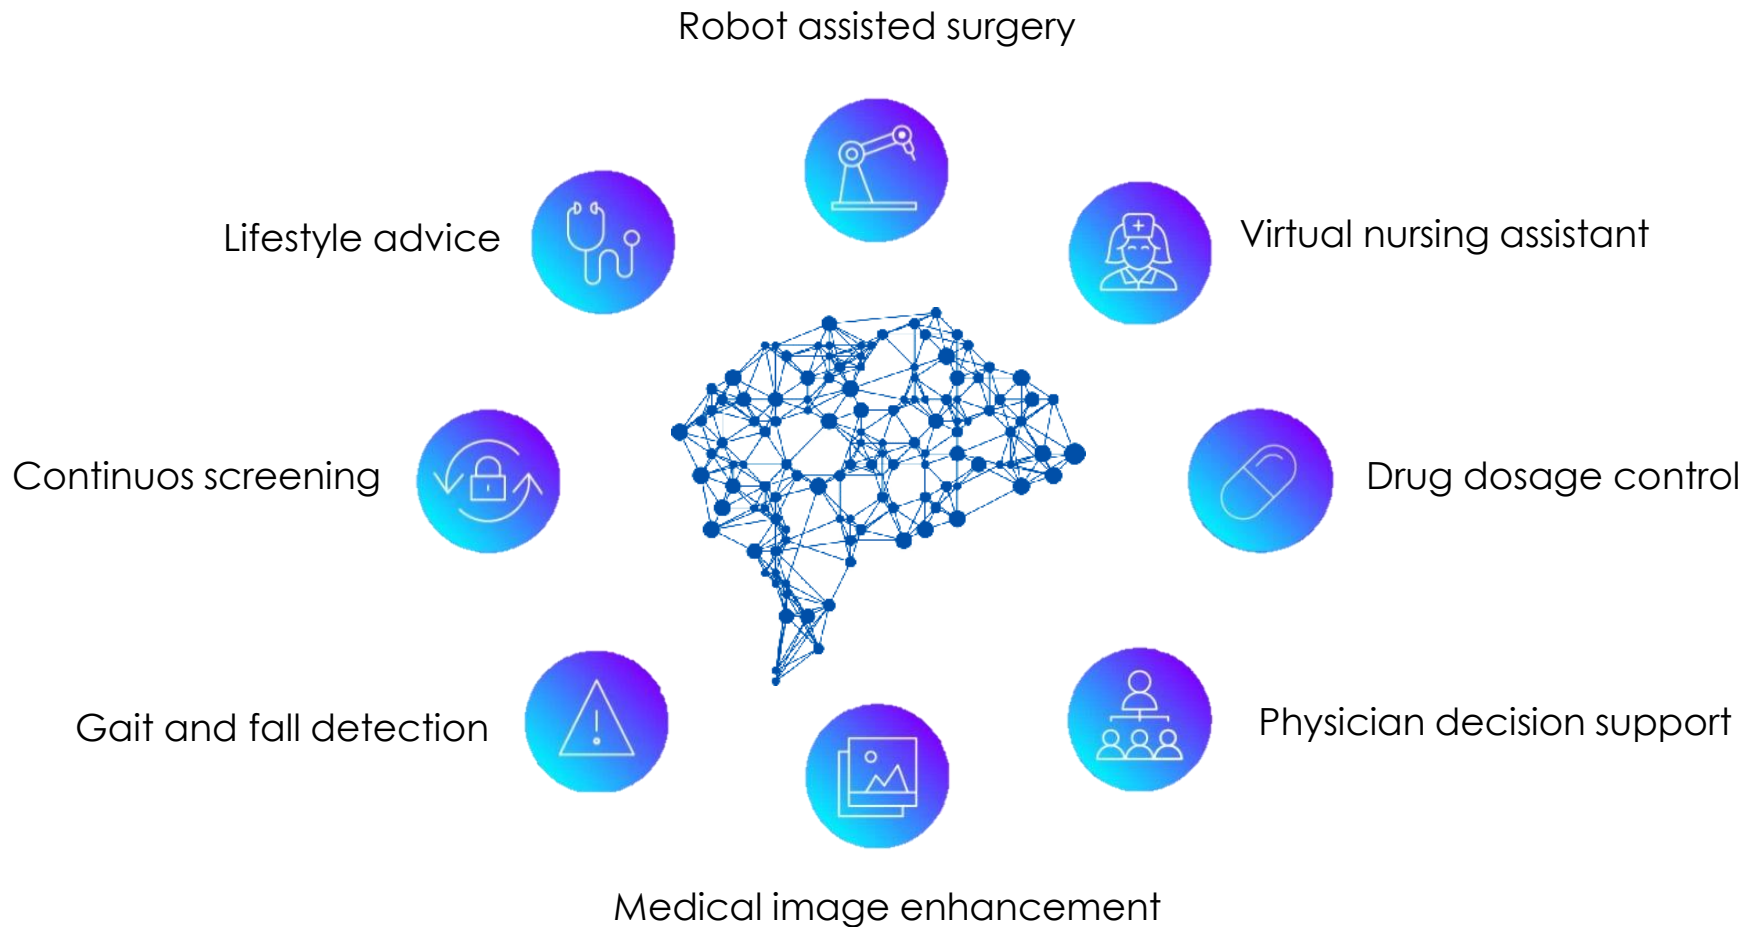 Robot assisted surgery
Lifestyle advice
Virtual nursing assistant
Continuos screening
Drug dosage control
Gait and fall detection
Physician decision support
Medical image enhancement